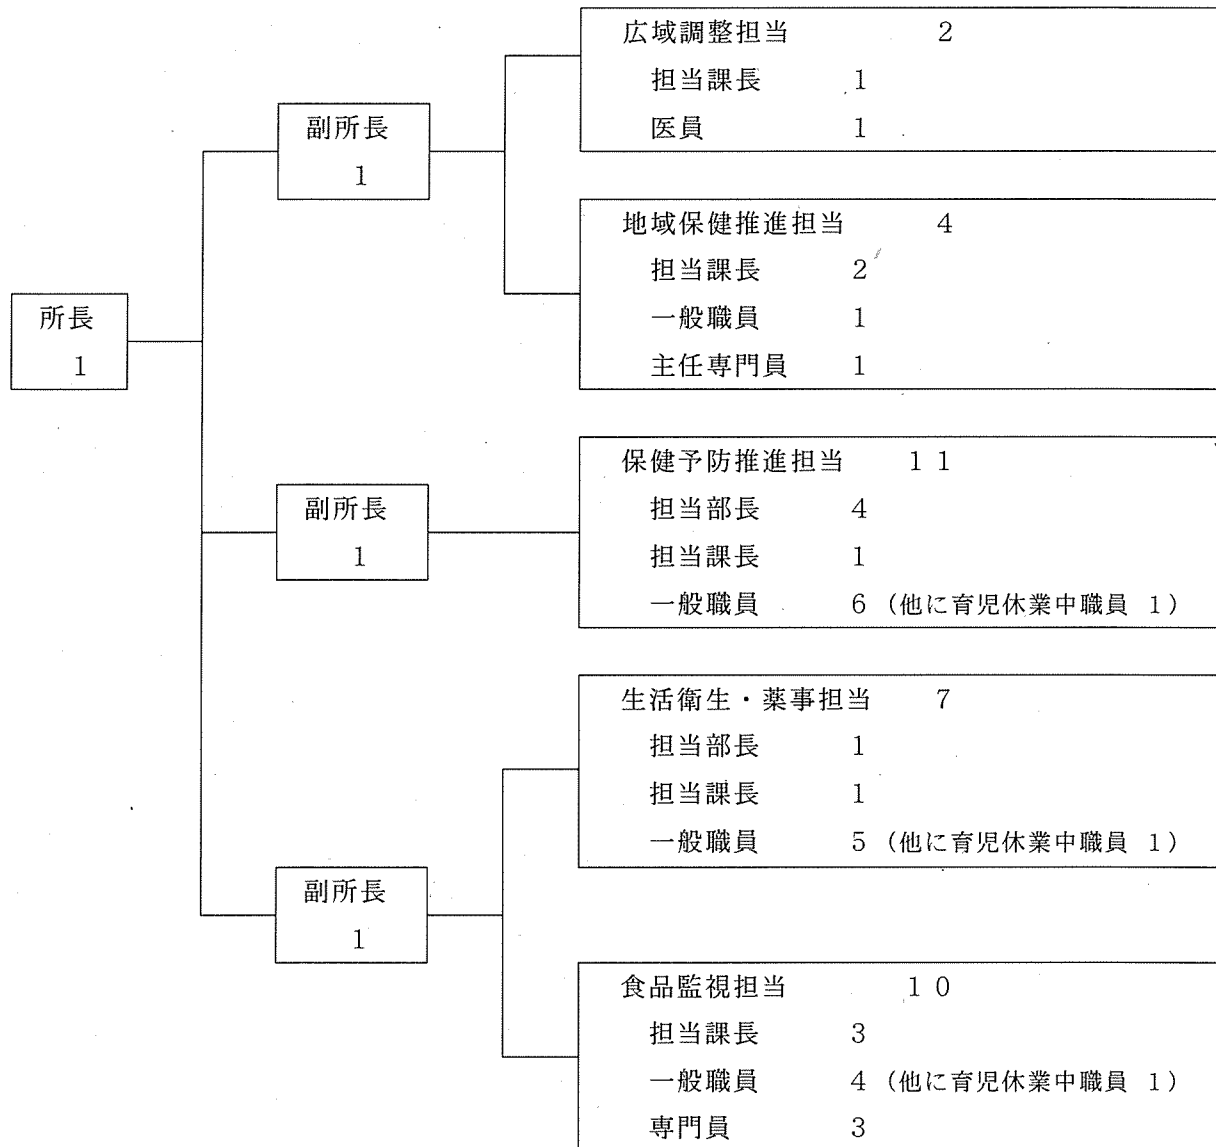 所長
1
副所長
1
広域調整担当 2
担当課長 1
医員 1
地域保健推進担当 4
担当課長 2
一般職員 1
主任専門員 1
副所長
1
保健予防推進担当 11
担当部長 4
担当課長 1
一般職員 6 (他に育児休業中職員 1)
副所長
1
生活衛生・薬事担当 7
担当部長 1
担当課長 1
一般職員 5 (他に育児休業中職員 1)
食品監視担当 10
担当課長 3
一般職員 4 (他に育児休業中職員 1)
専門員 3